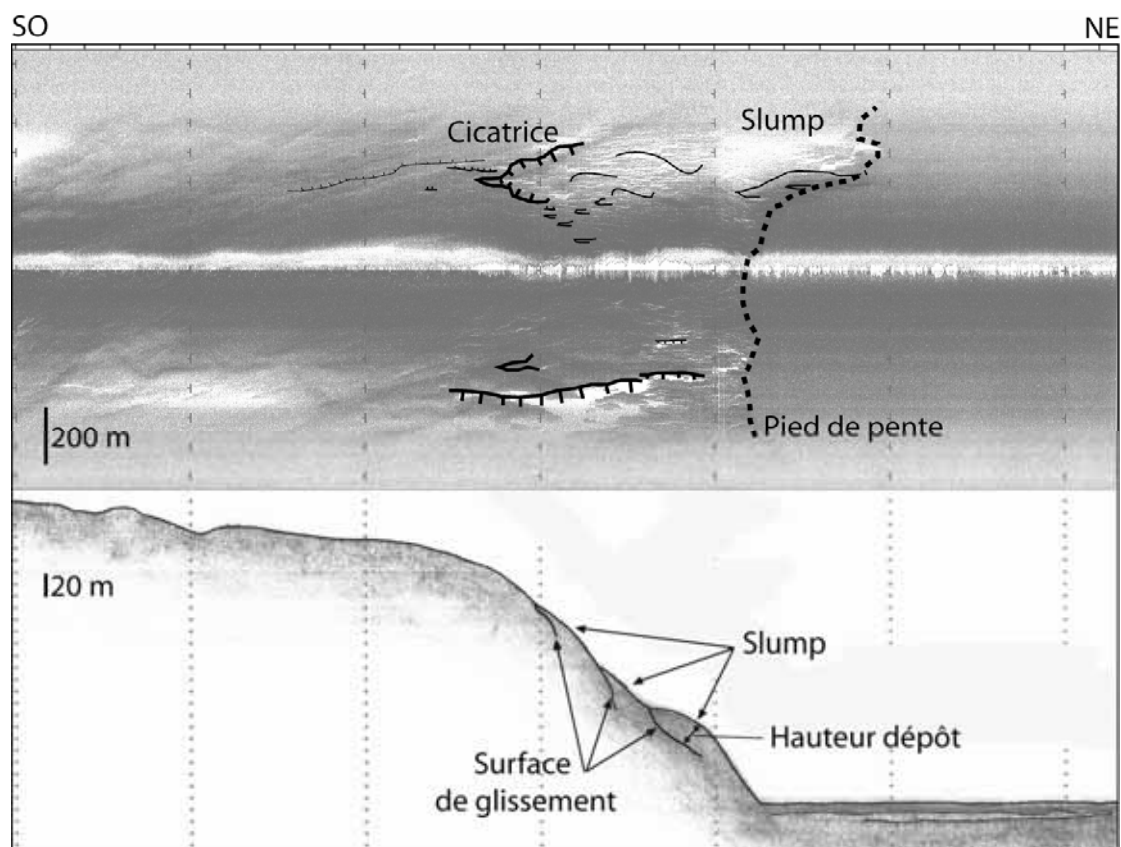 SO
NE
Cicatrice
Slump
200 m
Pied de pente
20 m
Slump
Hauteur dépôt
Surface
de glissement